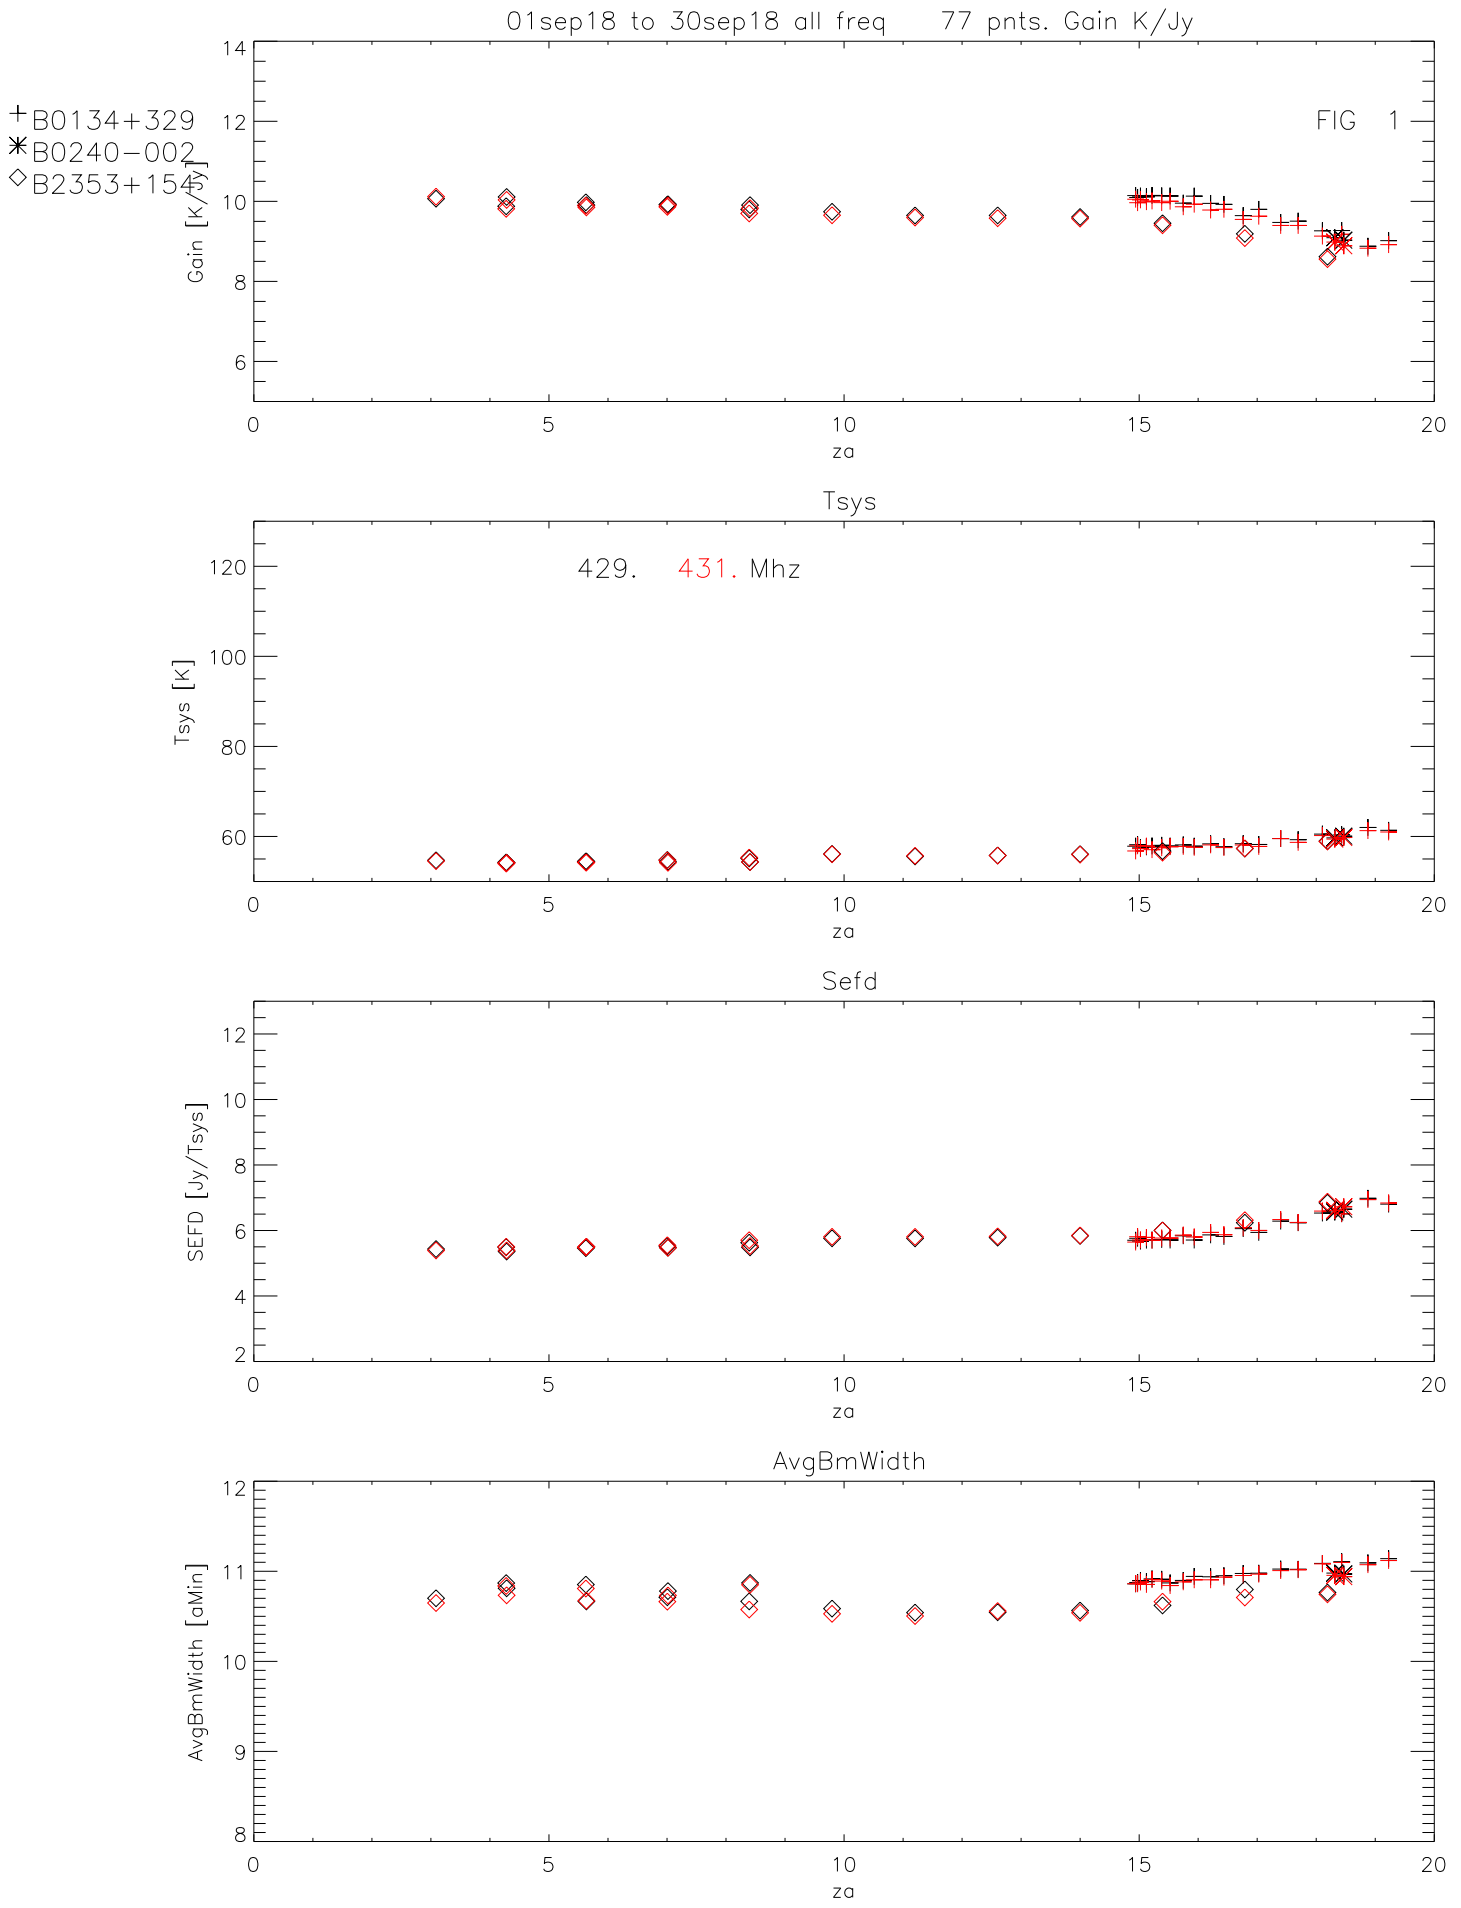 01sep18 to 30sep18 all freq 77 pnts. Gain K/Jy
+ B0134+329
* B0240-002
◇ B2353+154
FIG 1
Gain [K/Jy]
14
12
10
8
6
0 5 10 15 20
za
Tsys
429. 431. Mhz
Tsys [K]
120
100
80
60
0 5 10 15 20
za
Sefd
SEFD [Jy/Tsys]
12
10
8
6
4
2
0 5 10 15 20
za
AvgBmWidth
AvgBmWidth [aMin]
12
11
10
9
8
0 5 10 15 20
za